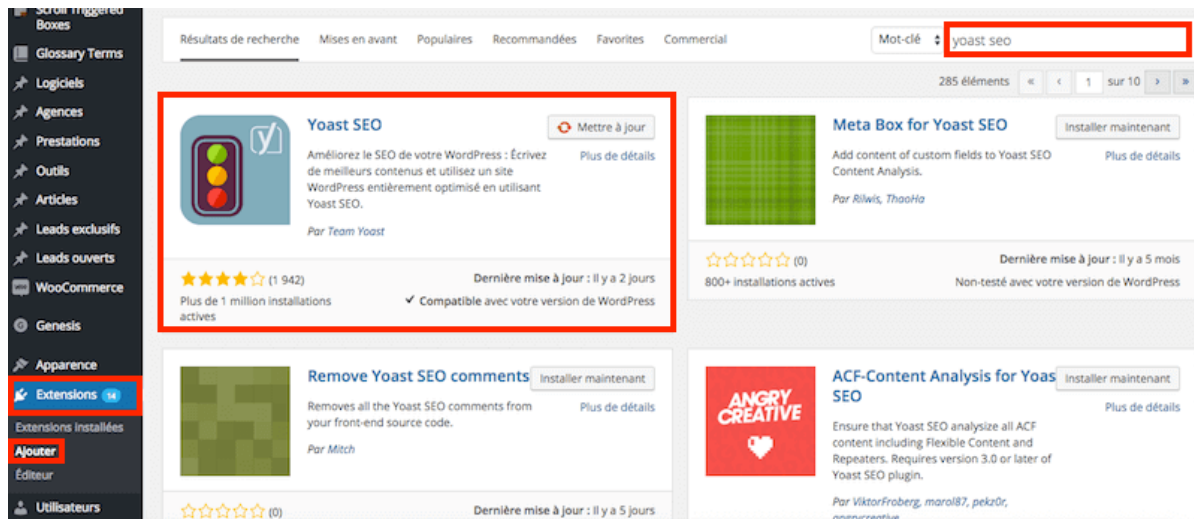 Scroll Triggered
Boxes
Glossary Terms
Logiciels
Agences
Prestations
Outils
Articles
Leads exclusifs
Leads ouverts
WooCommerce
Genesis
Apparence
Extensions 14
Extensions installées
Ajouter
Éditeur
Utilisateurs
Résultats de recherche Mises en avant Populaires Recommandées Favorites Commercial
Mot-clé yoast seo
285 éléments « ‹ 1 sur 10 › »
Yoast SEO
Mettre à jour
Plus de détails
Améliorez le SEO de votre WordPress : Écrivez
de meilleurs contenus et utilisez un site
WordPress entièrement optimisé en utilisant
Yoast SEO.
Par Team Yoast
(1 942)
Plus de 1 million installations
actives
Dernière mise à jour : Il y a 2 jours
Compatible avec votre version de WordPress
Meta Box for Yoast SEO
Installer maintenant
Plus de détails
Add content of custom fields to Yoast SEO
Content Analysis.
Par Rilwis, ThaoHa
(0)
800+ installations actives
Dernière mise à jour : Il y a 5 mois
Non-testé avec votre version de WordPress
Remove Yoast SEO comments
Installer maintenant
Plus de détails
Removes all the Yoast SEO comments from
your front-end source code.
Par Mitch
(0)
Dernière mise à jour : Il y a 5 jours
ANGRY
CREATIVE
ACF-Content Analysis for Yoas
SEO
Installer maintenant
Plus de détails
Ensure that Yoast SEO analysize all ACF
content including Flexible Content and
Repeaters. Requires version 3.0 or later of
Yoast SEO plugin.
Par ViktorFroberg, marol87, pekz0r,
angrycreative